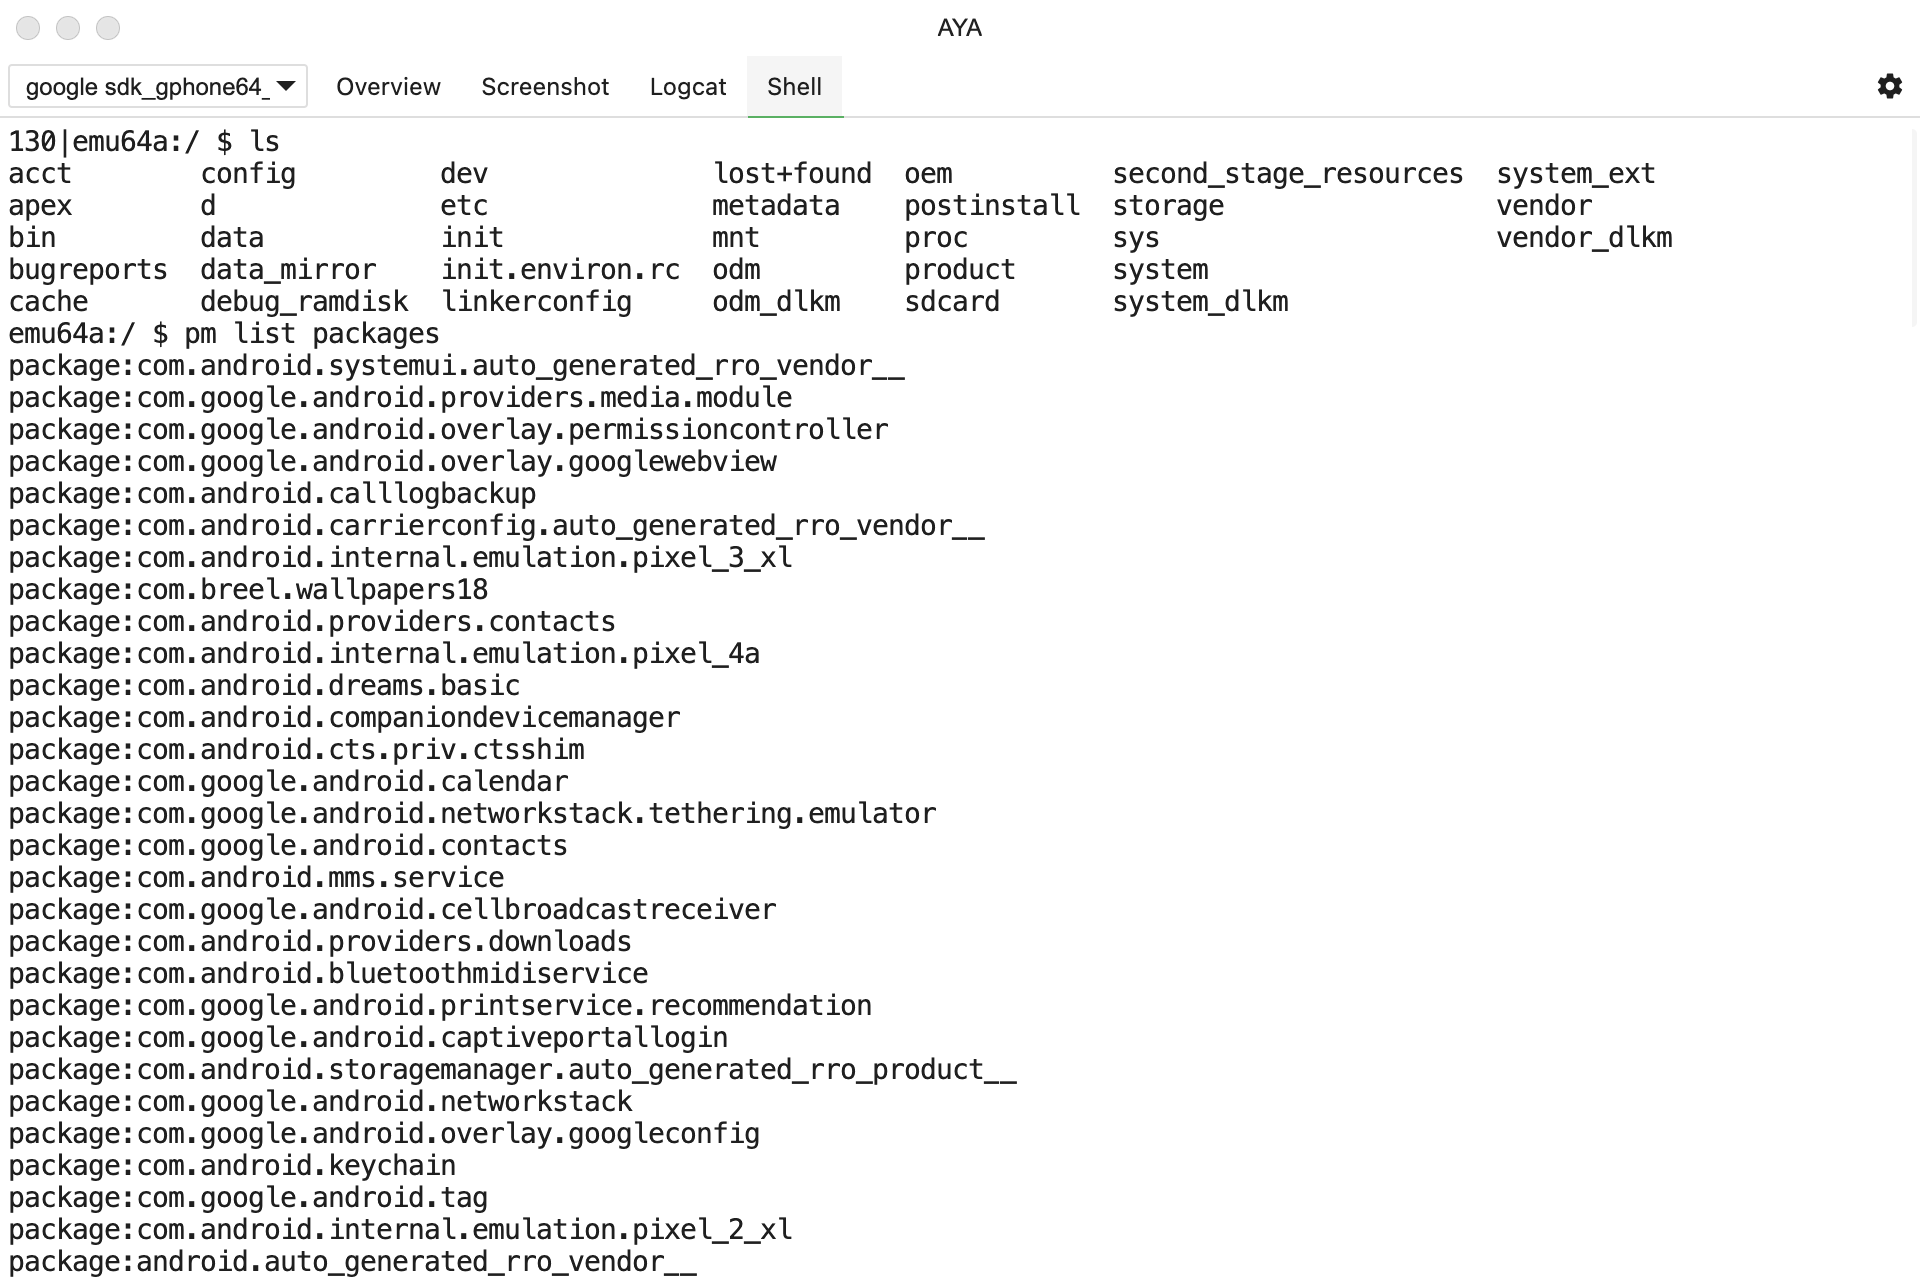 AYA
google sdk_gphone64_ Overview Screenshot Logcat Shell
130|emu64a:/ $ ls
acct config dev lost+found oem second_stage_resources system_ext
apex d etc metadata postinstall storage vendor
bin data init mnt proc sys vendor_dlkm
bugreports data_mirror init.environ.rc odm product system
cache debug_ramdisk linkerconfig odm_dlkm sdcard system_dlkm
emu64a:/ $ pm list packages
package:com.android.systemui.auto_generated_rro_vendor__
package:com.google.android.providers.media.module
package:com.google.android.overlay.permissioncontroller
package:com.google.android.overlay.googlewebview
package:com.android.calllogbackup
package:com.android.carrierconfig.auto_generated_rro_vendor__
package:com.android.internal.emulation.pixel_3_xl
package:com.breel.wallpapers18
package:com.android.providers.contacts
package:com.android.internal.emulation.pixel_4a
package:com.android.dreams.basic
package:com.android.companiondevicemanager
package:com.android.cts.priv.ctsshim
package:com.google.android.calendar
package:com.google.android.networkstack.tethering.emulator
package:com.google.android.contacts
package:com.android.mms.service
package:com.google.android.cellbroadcastreceiver
package:com.android.providers.downloads
package:com.android.bluetoothmidiservice
package:com.google.android.printservice.recommendation
package:com.google.android.captiveportallogin
package:com.android.storagemanager.auto_generated_rro_product__
package:com.google.android.networkstack
package:com.google.android.overlay.googleconfig
package:com.android.keychain
package:com.google.android.tag
package:com.android.internal.emulation.pixel_2_xl
package:android.auto_generated_rro_vendor__